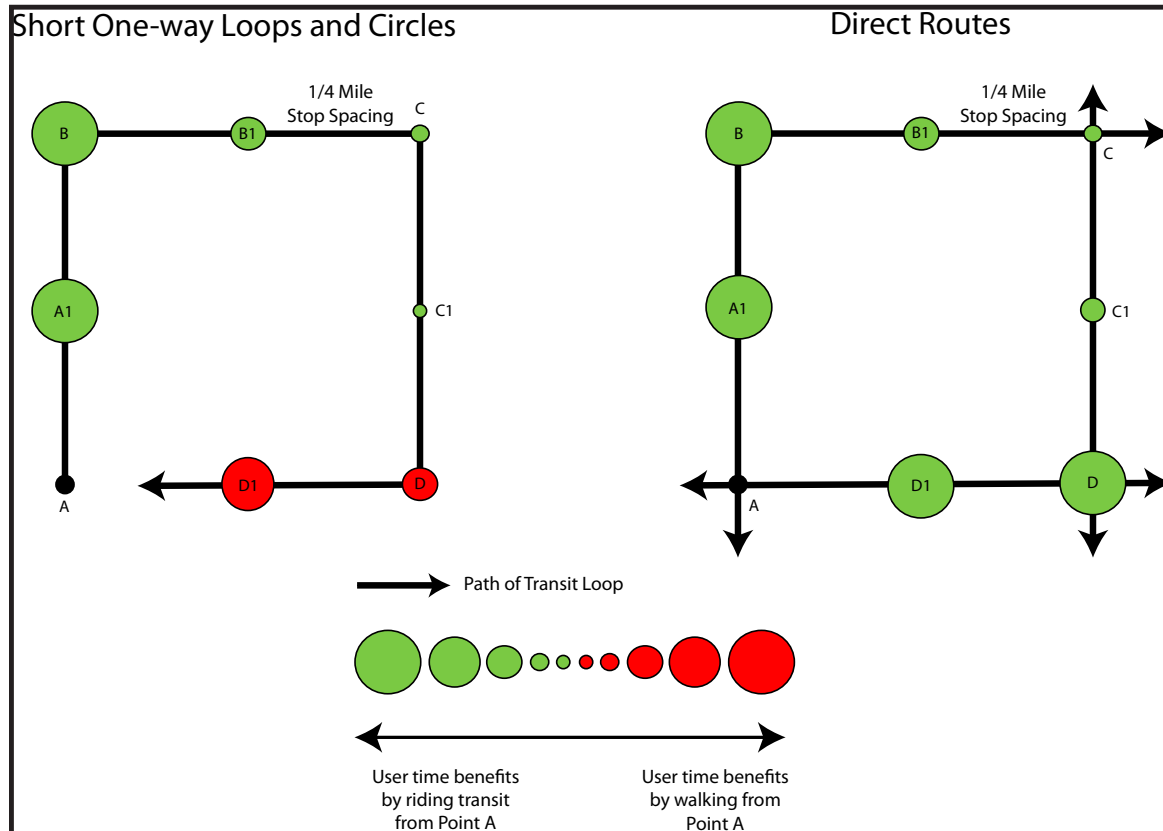 Short One-way Loops and Circles
Direct Routes
1/4 Mile
Stop Spacing
C
B
B1
A1
C1
A
D1
D
1/4 Mile
Stop Spacing
B
B1
C
A1
C1
A
D1
D
Path of Transit Loop
User time benefits
by riding transit
from Point A
User time benefits
by walking from
Point A